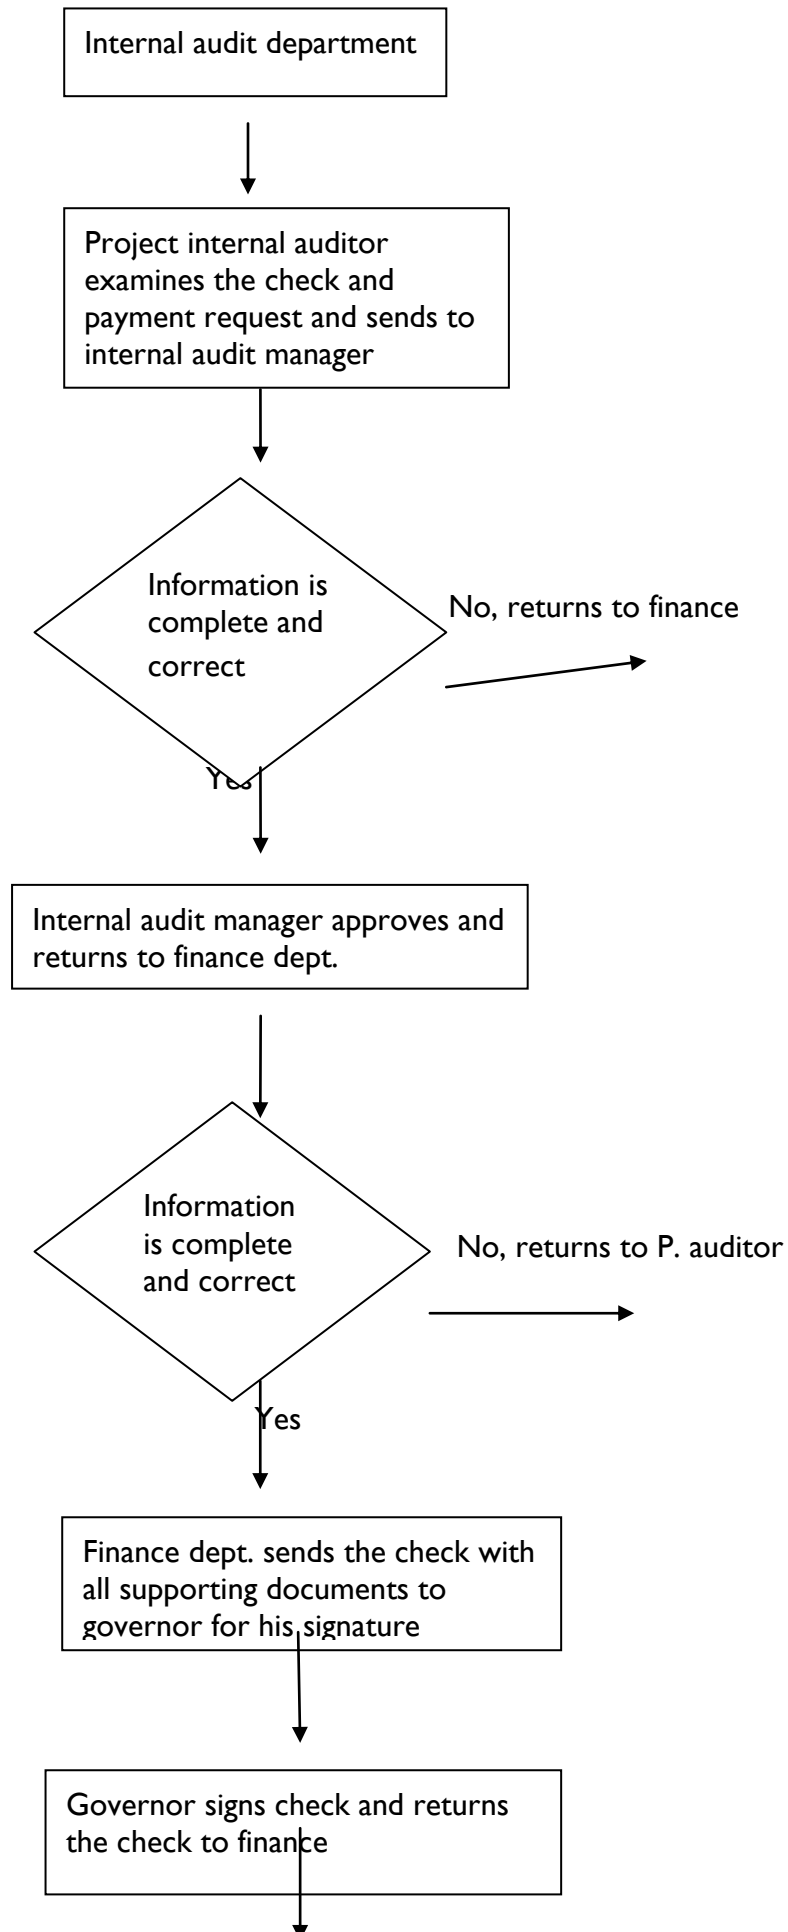 Internal audit department
Project internal auditor
examines the check and
payment request and sends to
internal audit manager
Information is
complete and
correct
No, returns to finance
Yes
Internal audit manager approves and
returns to finance dept.
Information
is complete
and correct
No, returns to P. auditor
Yes
Finance dept. sends the check with
all supporting documents to
governor for his signature
Governor signs check and returns
the check to finance